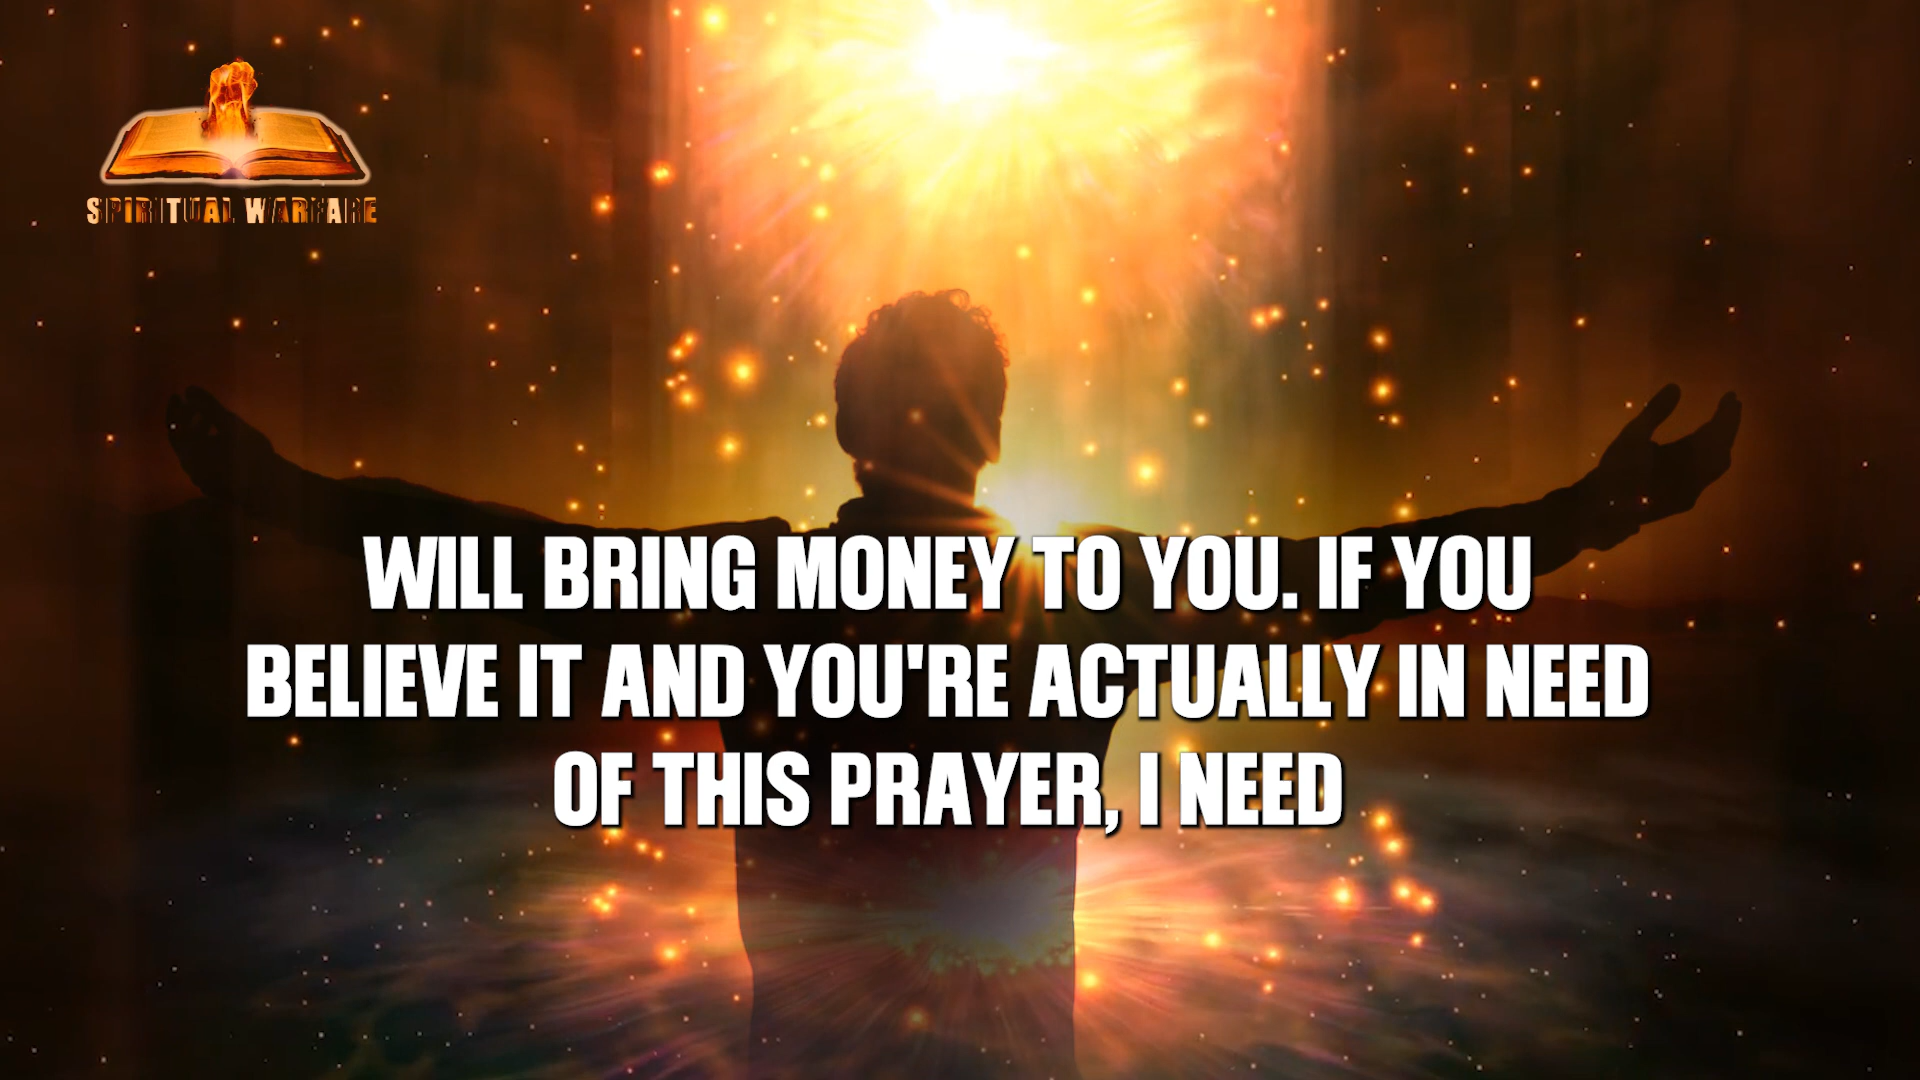 SPIRITUAL WARFARE
WILL BRING MONEY TO YOU. IF YOU
BELIEVE IT AND YOU'RE ACTUALLY IN NEED
OF THIS PRAYER, I NEED